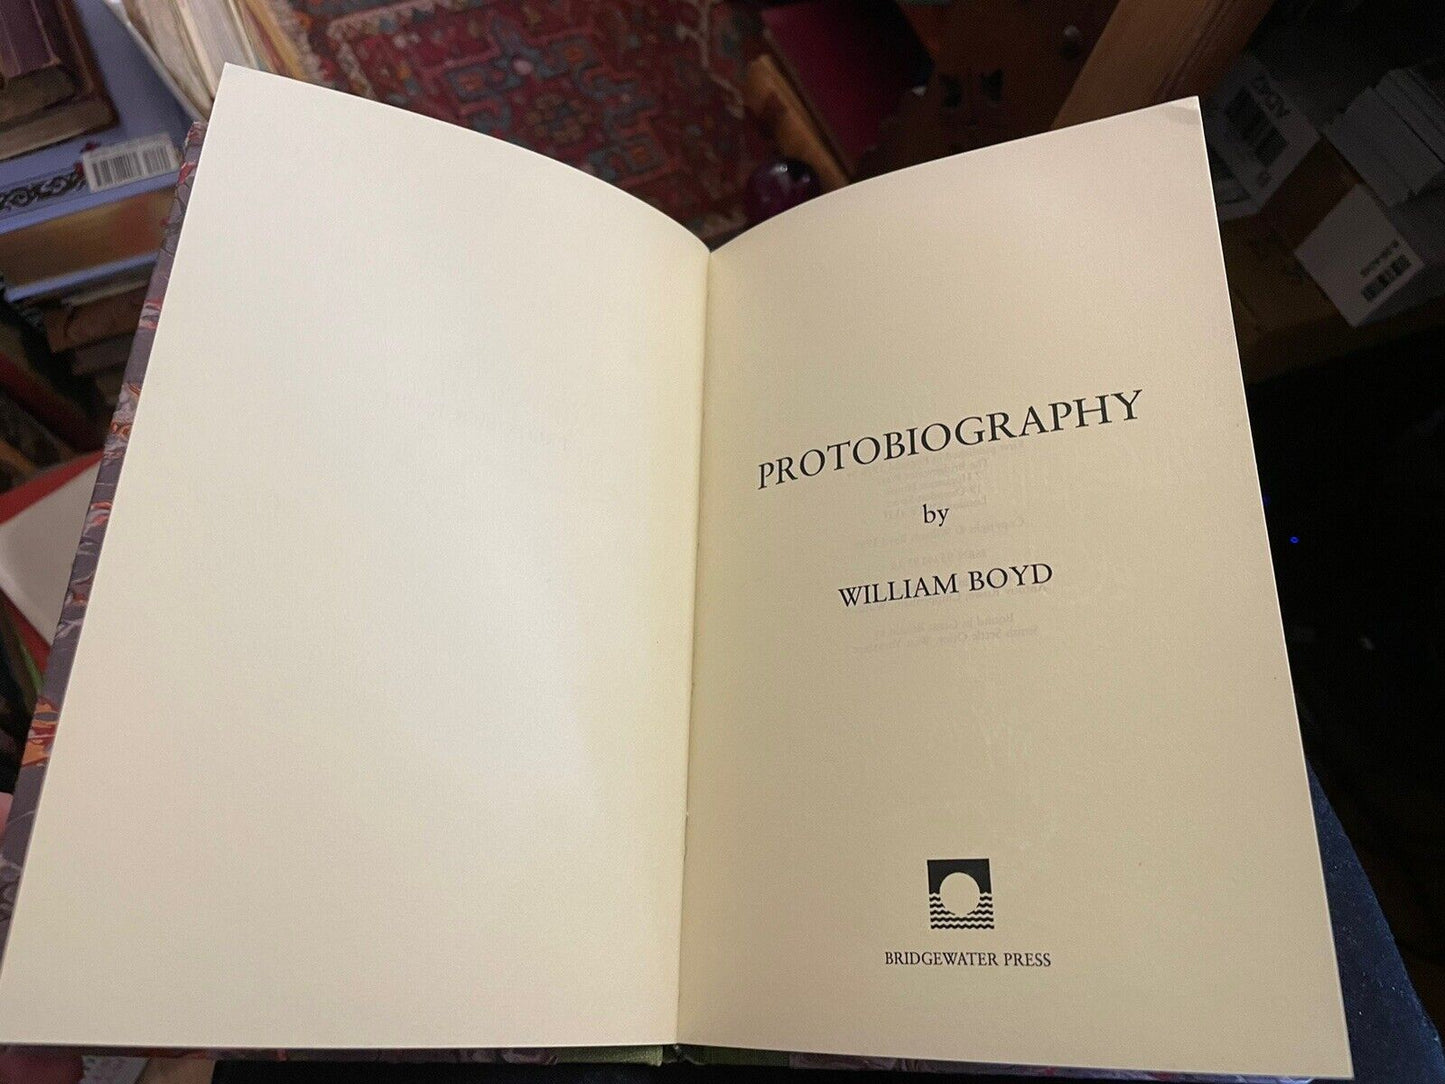 PROTOBIOGRAPHY
by
WILLIAM BOYD
BRIDGEWATER PRESS